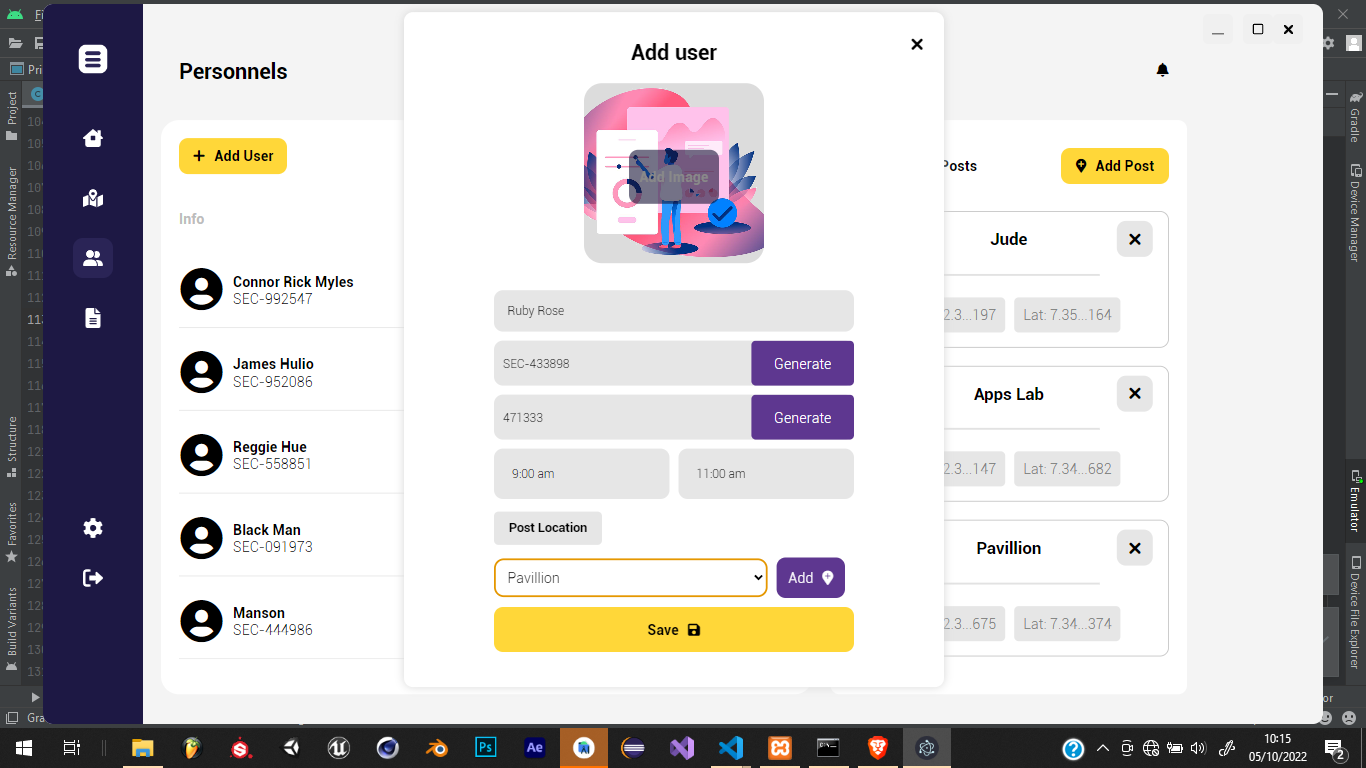 Personnels
Add User
Info
Connor Rick Myles
SEC-992547
James Hulio
SEC-952086
Reggie Hue
SEC-558851
Black Man
SEC-091973
Manson
SEC-444986
Add user
Add Image
Ruby Rose
SEC-433898
Generate
471333
Generate
9:00 am
11:00 am
Post Location
Pavillion
Add
Save
Posts
Add Post
Jude
2.3...197
Lat: 7.35...164
Apps Lab
2.3...147
Lat: 7.34...682
Pavillion
2.3...675
Lat: 7.34...374
Project
Resource Manager
Structure
Favorites
Build Variants
Gradle
Device Manager
Emulator
Device File Explorer
Ps
Ae
10:15
05/10/2022
2